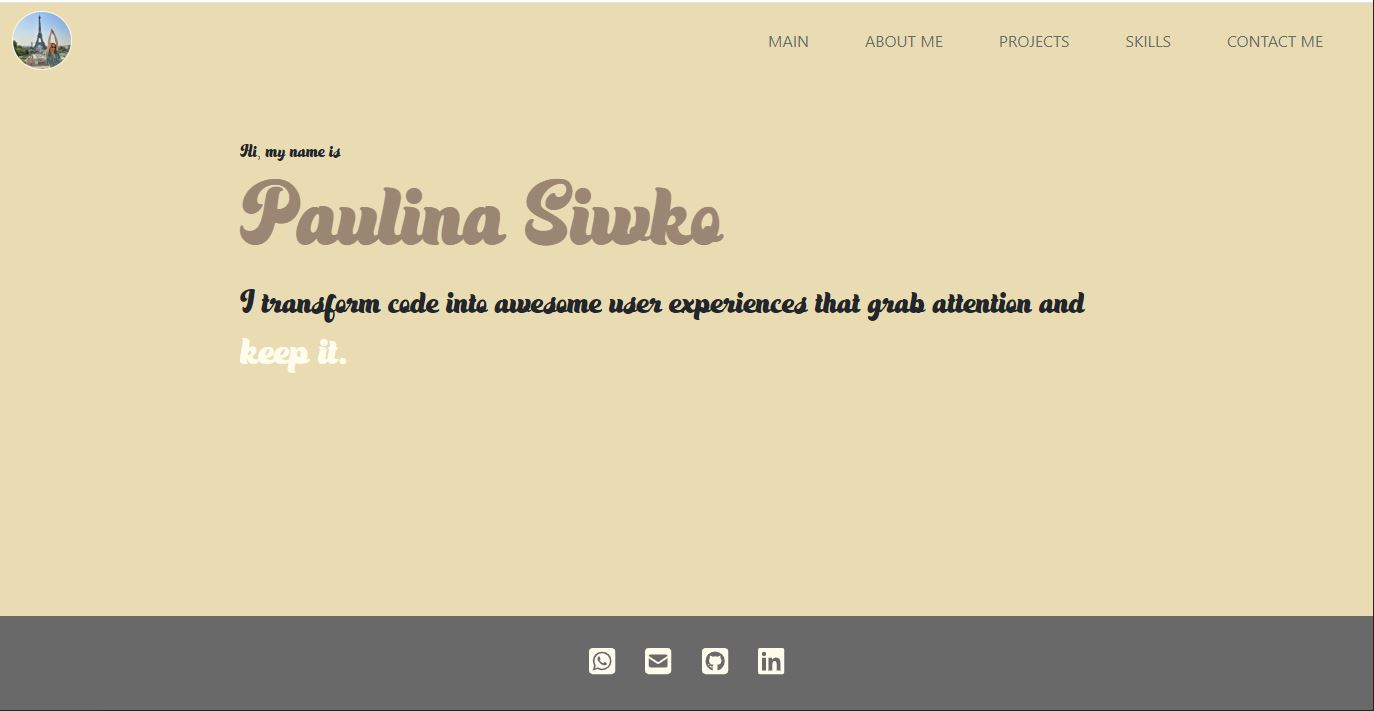 MAIN ABOUT ME PROJECTS SKILLS CONTACT ME
Hi, my name is
Paulina Siwko
I transform code into awesome user experiences that grab attention and
keep it.
in